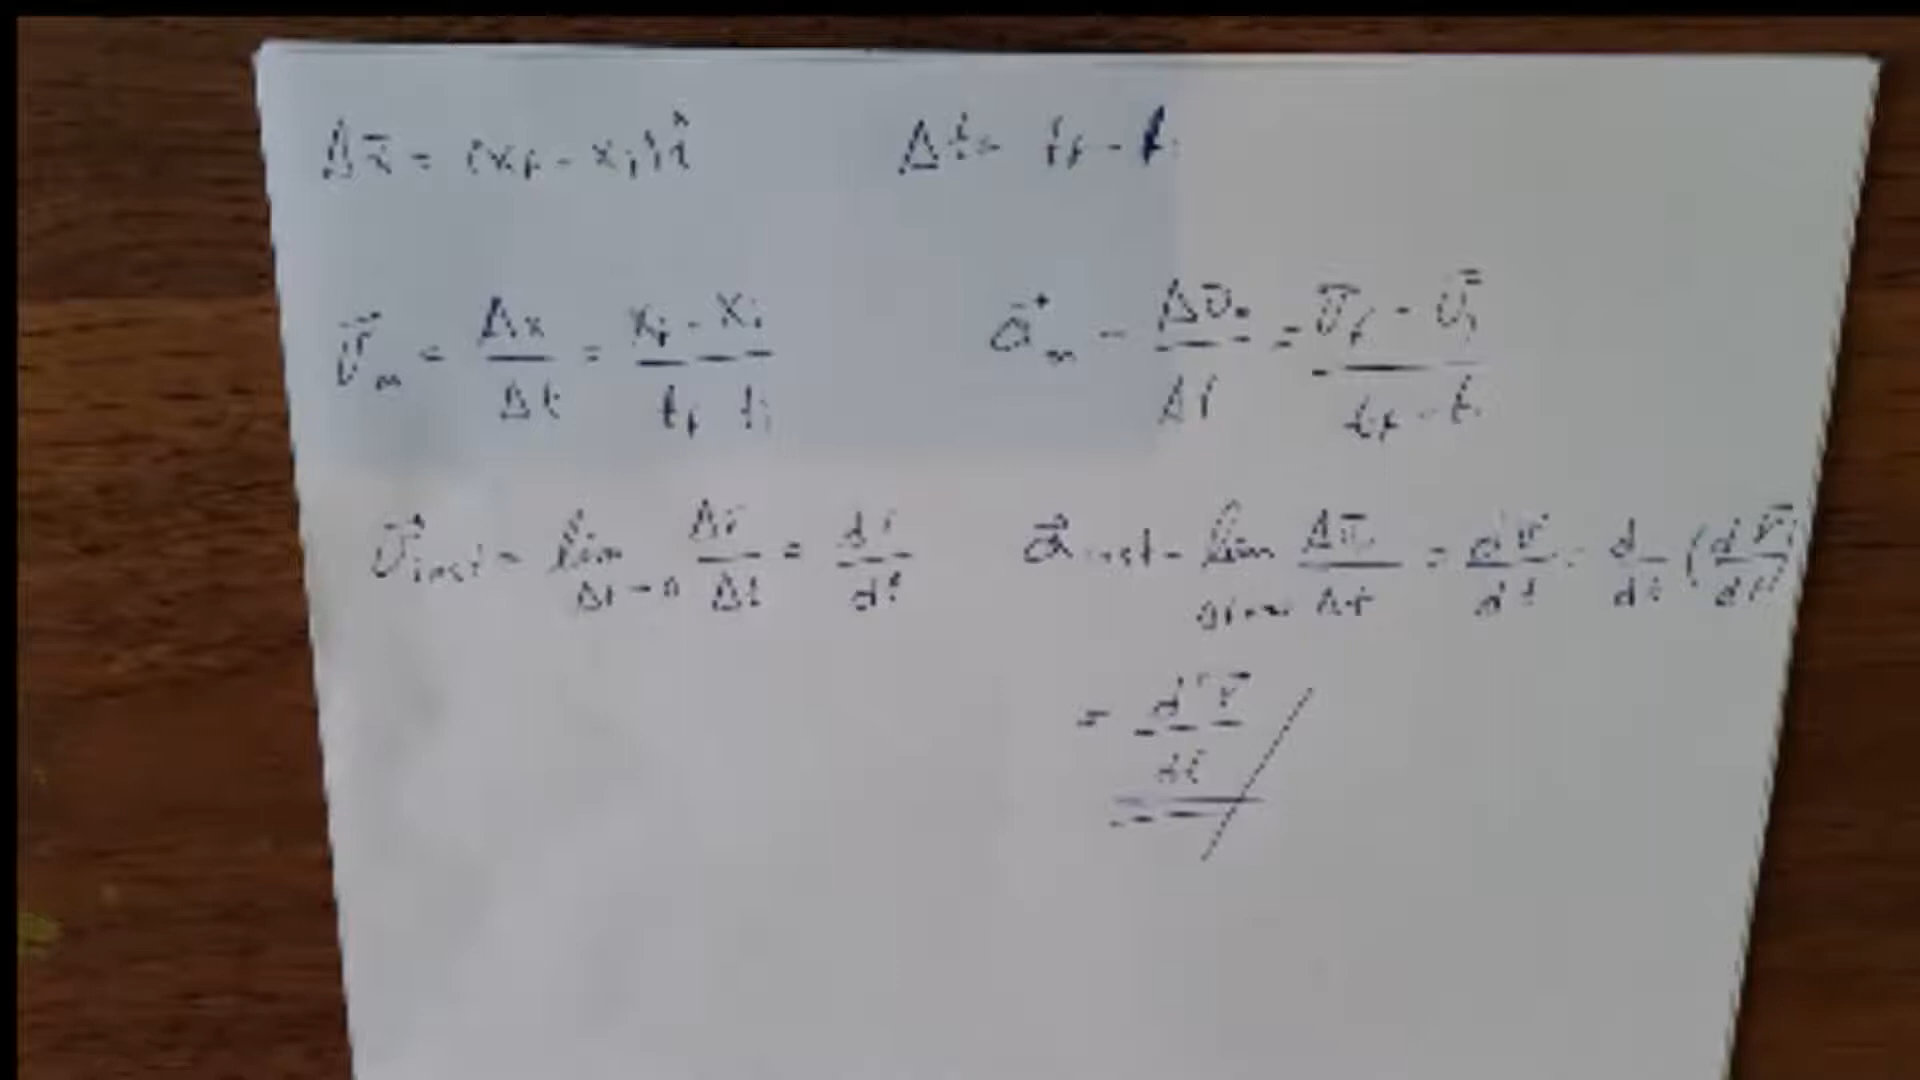 Δx⃗ = (x_f - x_i) î    Δt = t_f - t_i
v⃗_m = Δx/Δt = (x_f - x_i)/(t_f - t_i)    a⃗_m = Δv⃗/Δt = (v⃗_f - v⃗_i)/(t_f - t_i)
v⃗_inst = lim_{Δt→0} Δr⃗/Δt = dr⃗/dt    a⃗_inst = lim_{Δt→0} Δv⃗/Δt = dv⃗/dt = d/dt (dr⃗/dt)
= d²r⃗/dt